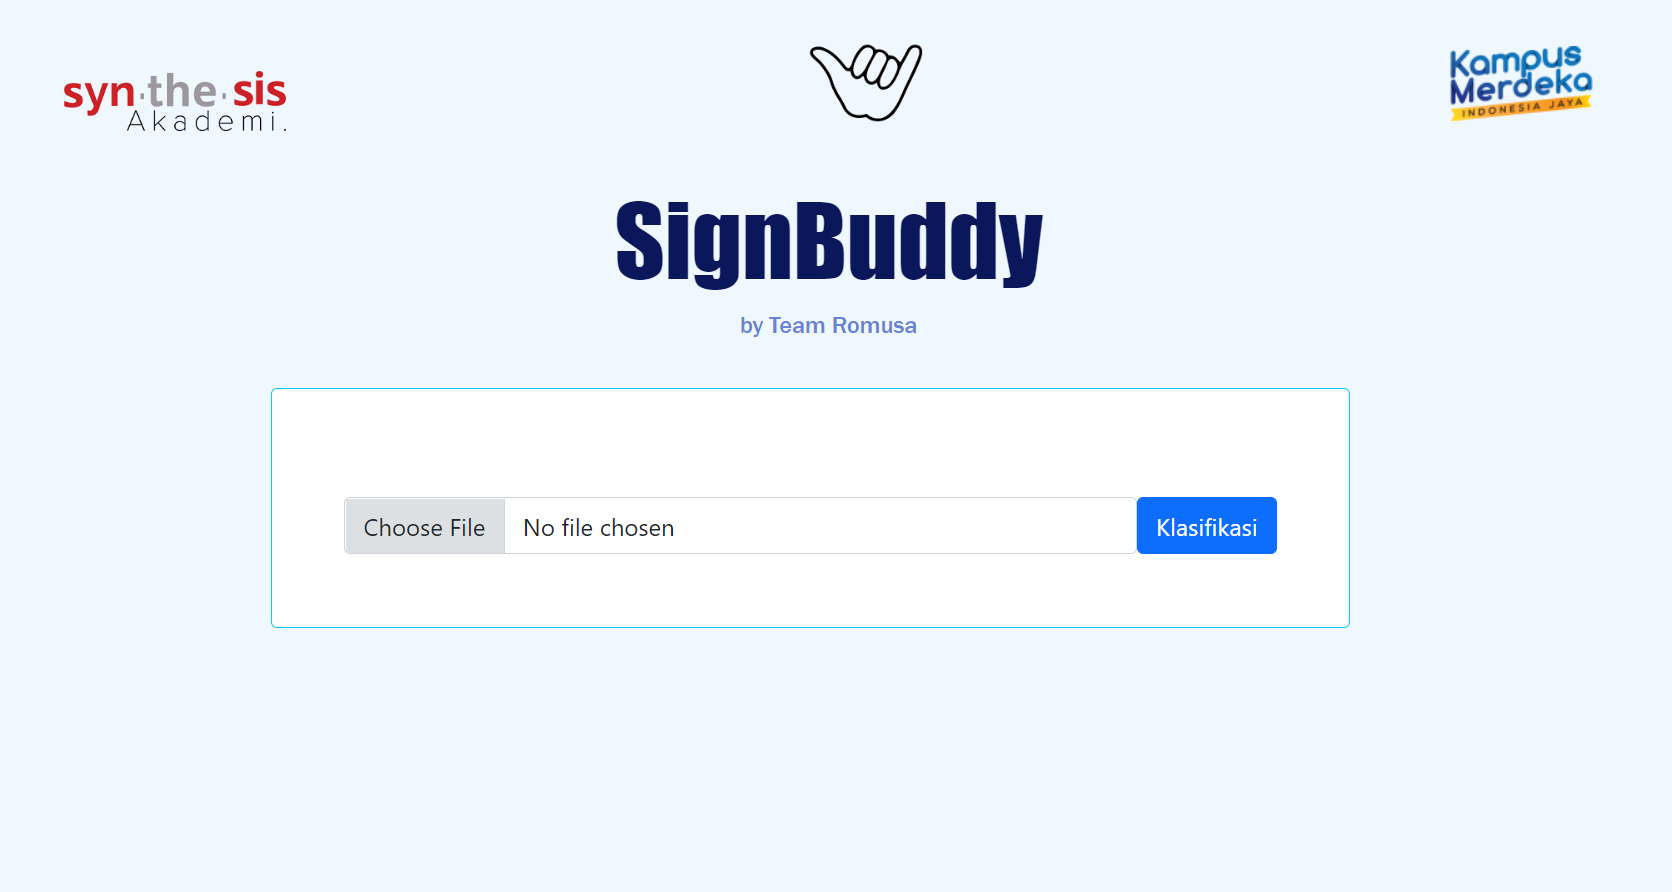 syn·the·sis
Akademi.
Kampus
Merdeka
INDONESIA JAYA
SignBuddy
by Team Romusa
Choose File No file chosen Klasifikasi